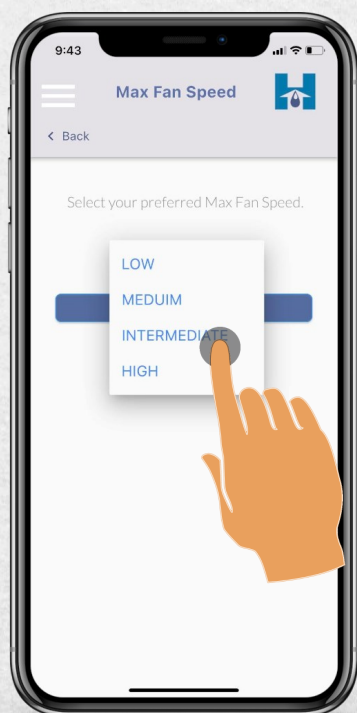 9:43
Max Fan Speed
Back
Select your preferred Max Fan Speed.
LOW
MEDUIM
INTERMEDIATE
HIGH